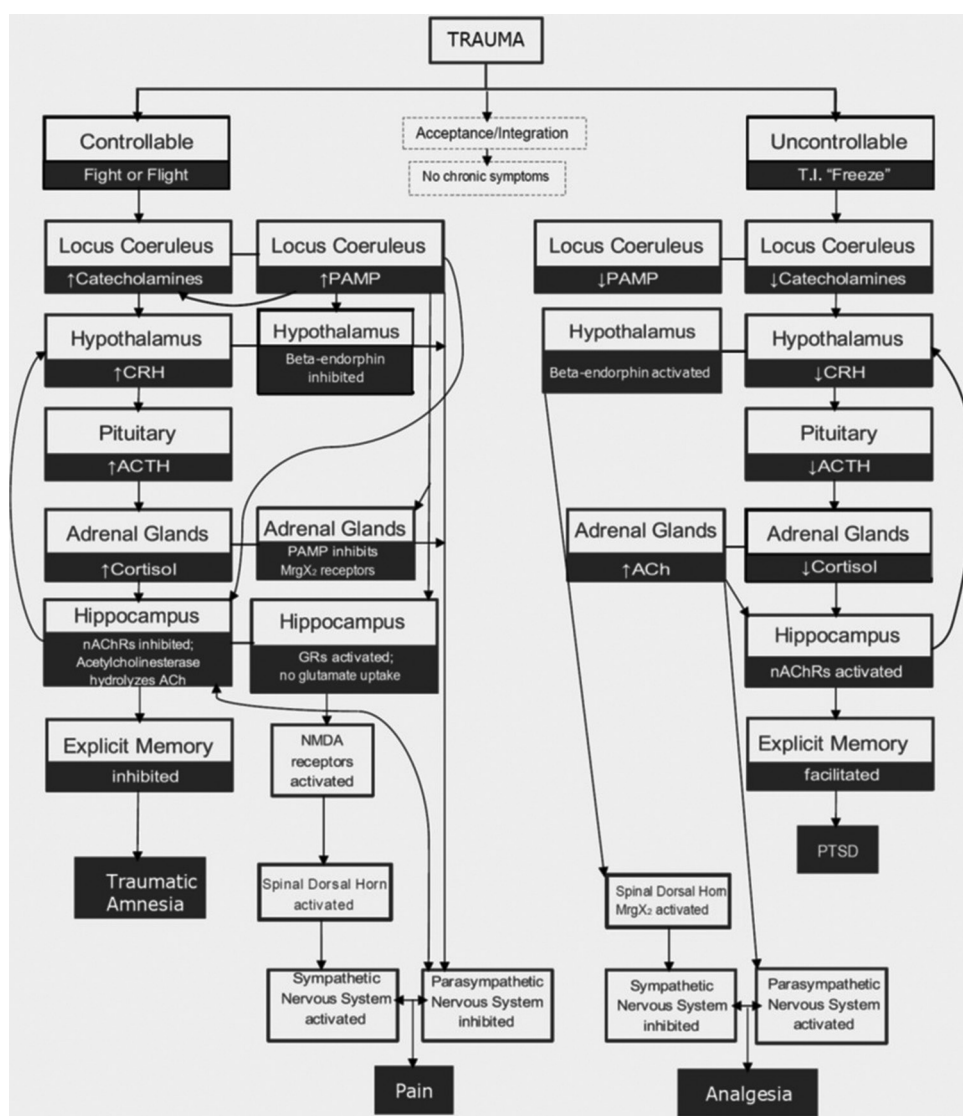 TRAUMA
Controllable
Fight or Flight
Acceptance/Integration
No chronic symptoms
Uncontrollable
T.I. "Freeze"
Locus Coeruleus
↑Catecholamines
Locus Coeruleus
↑PAMP
Locus Coeruleus
↓PAMP
Locus Coeruleus
↓Catecholamines
Hypothalamus
↑CRH
Hypothalamus
Beta-endorphin
inhibited
Hypothalamus
Beta-endorphin activated
Hypothalamus
↓CRH
Pituitary
↑ACTH
Pituitary
↓ACTH
Adrenal Glands
↑Cortisol
Adrenal Glands
PAMP inhibits
MrgX₂ receptors
Adrenal Glands
↑ACh
Adrenal Glands
↓Cortisol
Hippocampus
nAChRs inhibited;
Acetylcholinesterase
hydrolyzes ACh
Hippocampus
GRs activated;
no glutamate uptake
Hippocampus
nAChRs activated
Explicit Memory
inhibited
NMDA
receptors
activated
Explicit Memory
facilitated
Traumatic
Amnesia
PTSD
Spinal Dorsal Horn
activated
Spinal Dorsal Horn
MrgX₂ activated
Sympathetic
Nervous System
activated
Parasympathetic
Nervous System
inhibited
Sympathetic
Nervous System
inhibited
Parasympathetic
Nervous System
activated
Pain
Analgesia